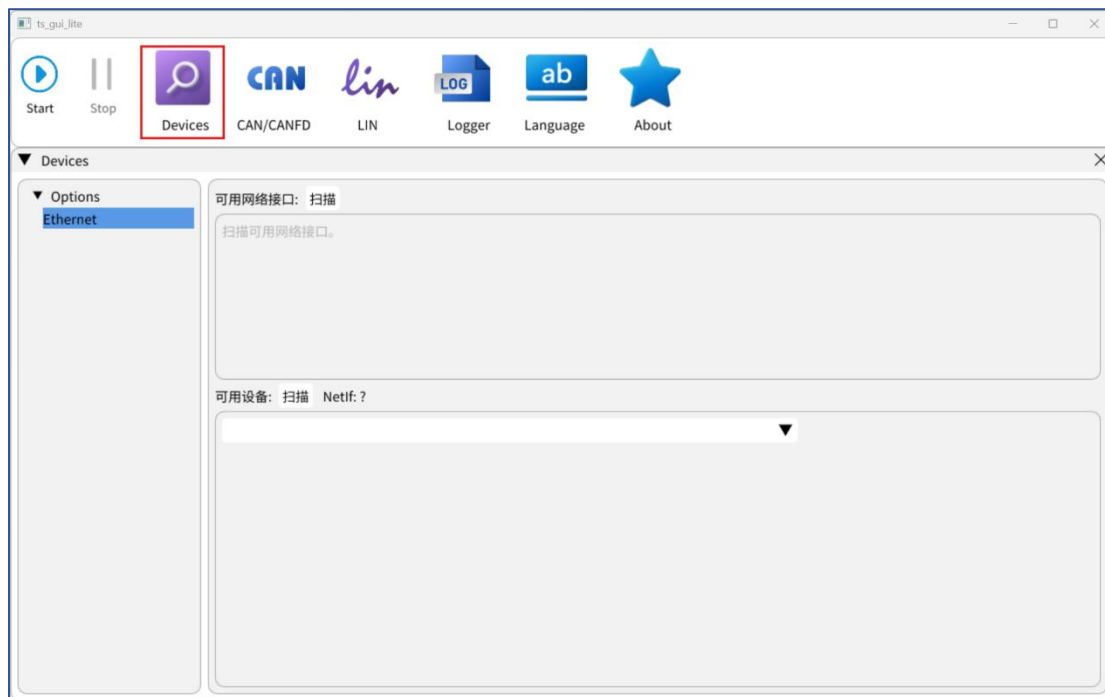 ts_gui_lite
CAN
lin
LOG
ab
Start
Stop
Devices
CAN/CANFD
LIN
Logger
Language
About
Devices
Options
Ethernet
可用网络接口: 扫描
扫描可用网络接口。
可用设备: 扫描 NetIf: ?